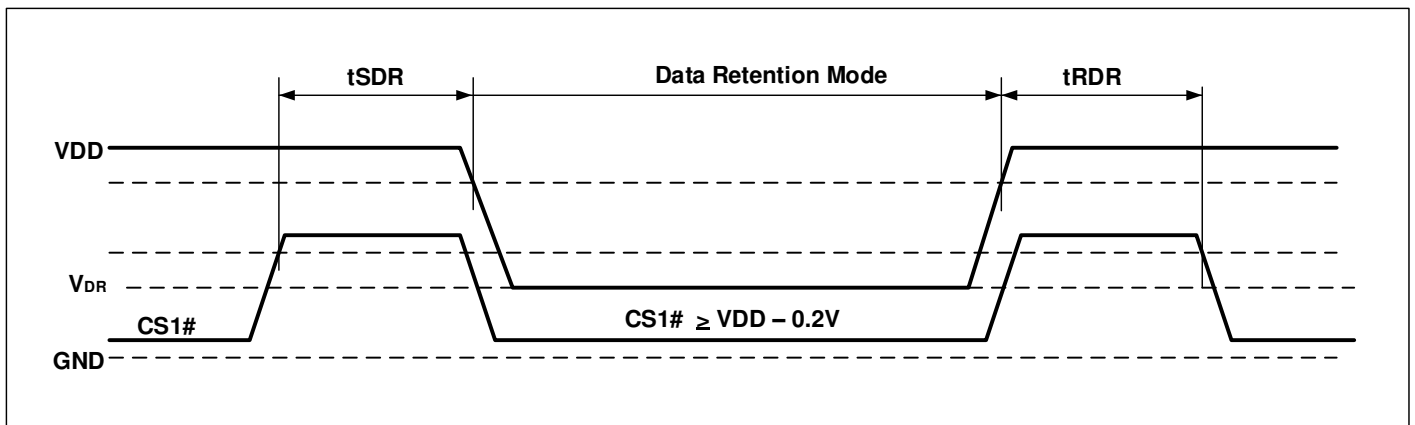 tSDR
Data Retention Mode
tRDR
VDD
VDR
CS1#
CS1# ≥ VDD – 0.2V
GND